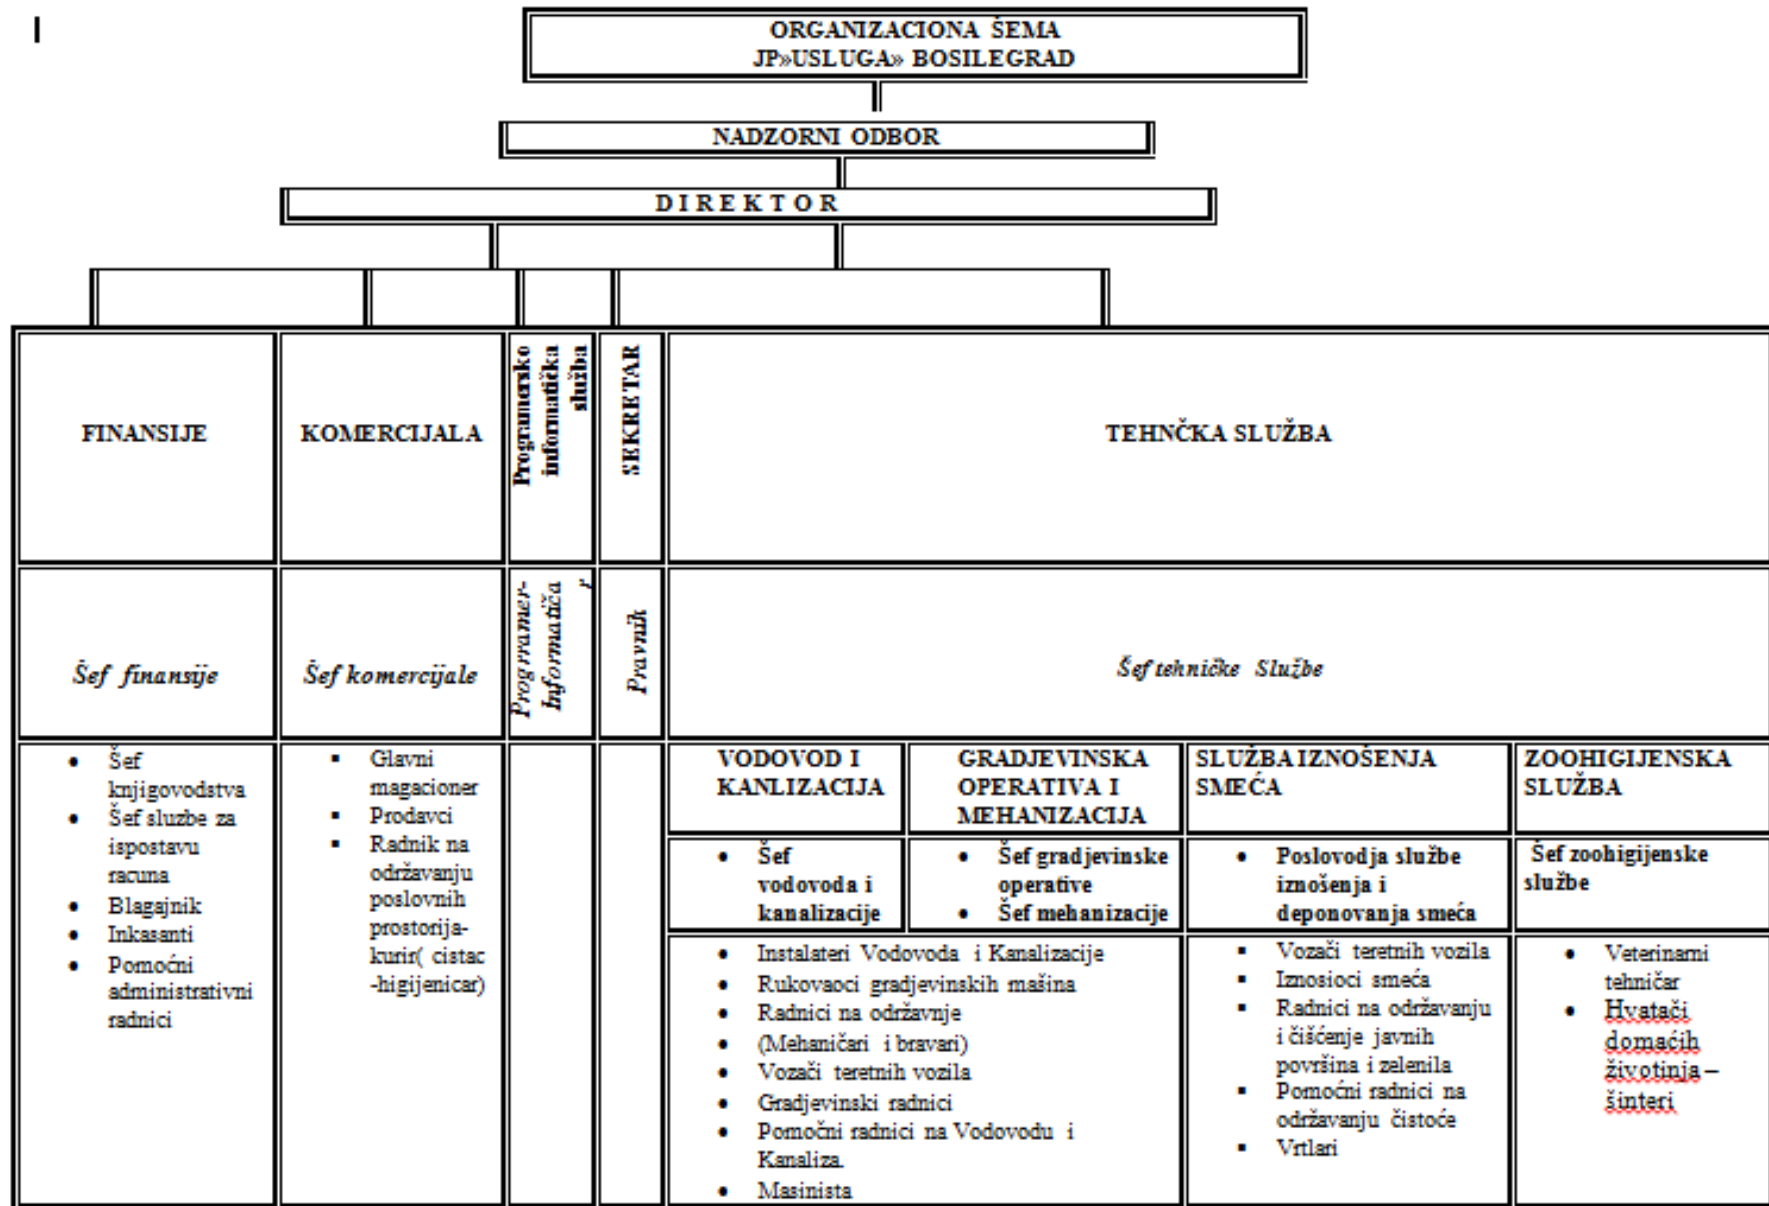 ORGANIZACIONA ŠEMA
JP»USLUGA» BOSILEGRAD
NADZORNI ODBOR
D I R E K T O R
FINANSIJE
KOMERCIJALA
Programersko
informatička
služba
SEKRETAR
TEHNČKA SLUŽBA
Šef finansije
Šef komercijale
Progrramer-
Informatiča
r
Pravnik
Šef tehničke Službe
• Šef
knjigovodstva
• Šef sluzbe za
ispostavu
racuna
• Blagajnik
• Inkasanti
• Pomoćni
administrativni
radnici
▪ Glavni
magacioner
▪ Prodavci
▪ Radnik na
održavanju
poslovnih
prostorija-
kurir( cistac
-higijenicar)
VODOVOD I
KANLIZACIJA
GRADJEVINSKA
OPERATIVA I
MEHANIZACIJA
SLUŽBA IZNOŠENJA
SMEĆA
ZOOHIGIJENSKA
SLUŽBA
• Šef
vodovoda i
kanalizacije
• Šef gradjevinske
operative
• Šef mehanizacije
• Poslovodja službe
iznošenja i
deponovanja smeća
Šef zoohigijenske
službe
• Instalateri Vodovoda i Kanalizacije
• Rukovaoci gradjevinskih mašina
• Radnici na održavnje
• (Mehaničari i bravari)
• Vozači teretnih vozila
• Gradjevinski radnici
• Pomočni radnici na Vodovodu i
Kanaliza.
• Masinista
▪ Vozači teretnih vozila
▪ Iznosioci smeća
▪ Radnici na održavanju
i čišćenje javnih
površina i zelenila
▪ Pomoćni radnici na
održavanju čistoće
▪ Vrtlari
• Veterinarni
tehničar
• Hvatači
domaćih
životinja –
šinteri